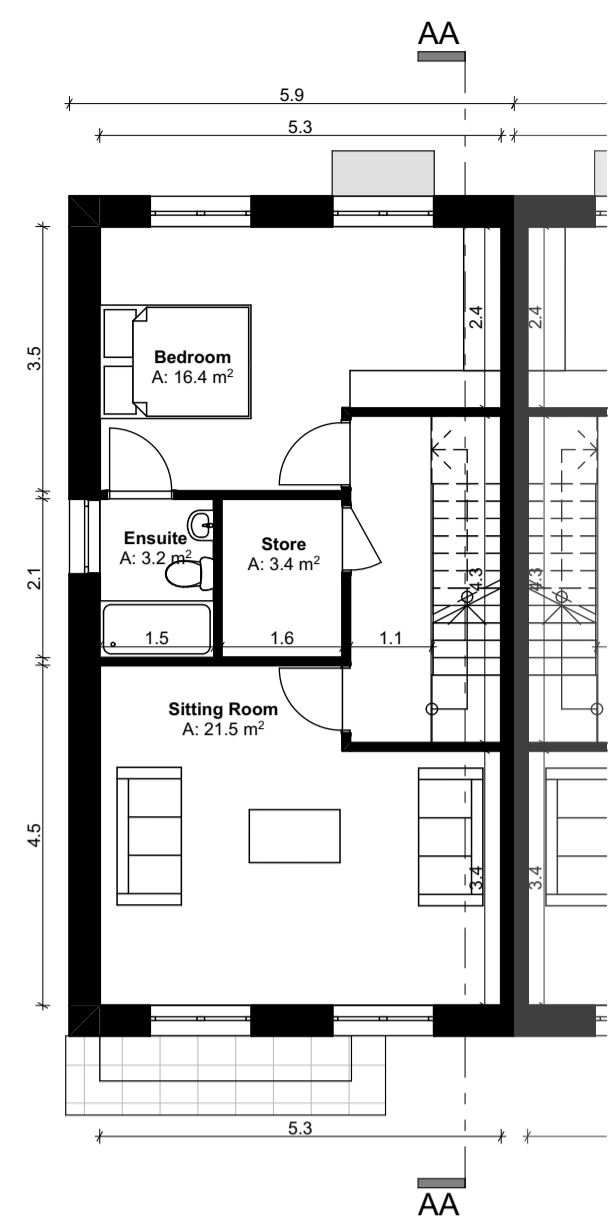 AA
5.9
5.3
2.4
2.4
3.5
Bedroom
A: 16.4 m²
Ensuite
A: 3.2 m²
Store
A: 3.4 m²
2.1
4.3
4.3
1.5
1.6
1.1
Sitting Room
A: 21.5 m²
4.5
3.4
3.4
5.3
AA